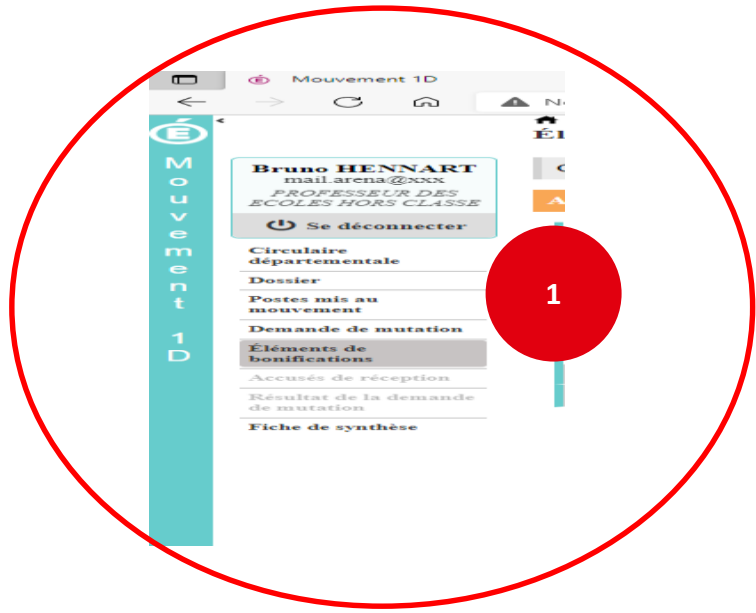 Mouvement 1D
É
Mouvement 1D
Bruno HENNART
mail.arena@xxx
PROFESSEUR DES
ECOLES HORS CLASSE
Se déconnecter
Circulaire
départementale
Dossier
Postes mis au
mouvement
Demande de mutation
Éléments de
bonifications
Accusés de réception
Résultat de la demande
de mutation
Fiche de synthèse
1